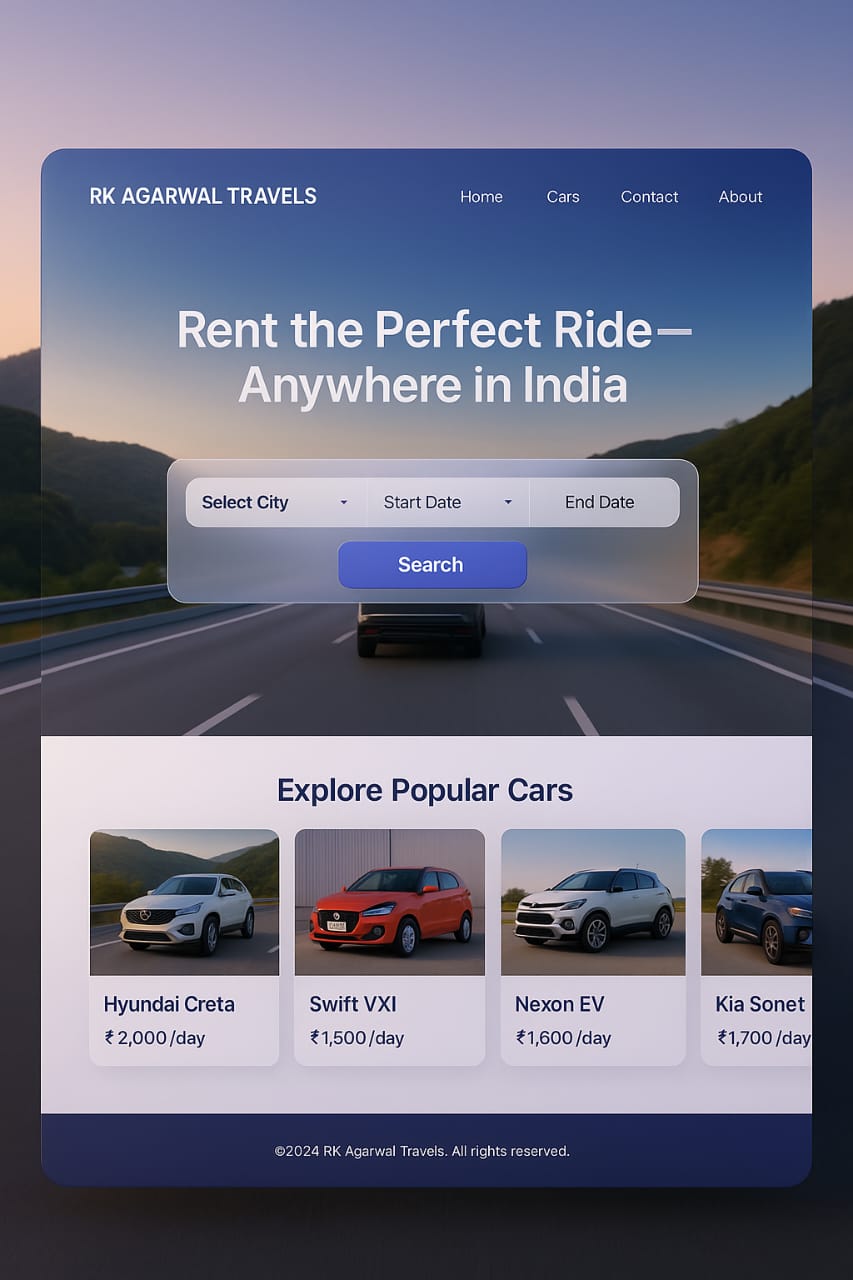 RK AGARWAL TRAVELS
Home Cars Contact About
Rent the Perfect Ride—
Anywhere in India
Select City Start Date End Date
Search
Explore Popular Cars
Hyundai Creta Swift VXI Nexon EV Kia Sonet
₹ 2,000/day ₹1,500/day ₹1,600/day ₹1,700/day
©2024 RK Agarwal Travels. All rights reserved.